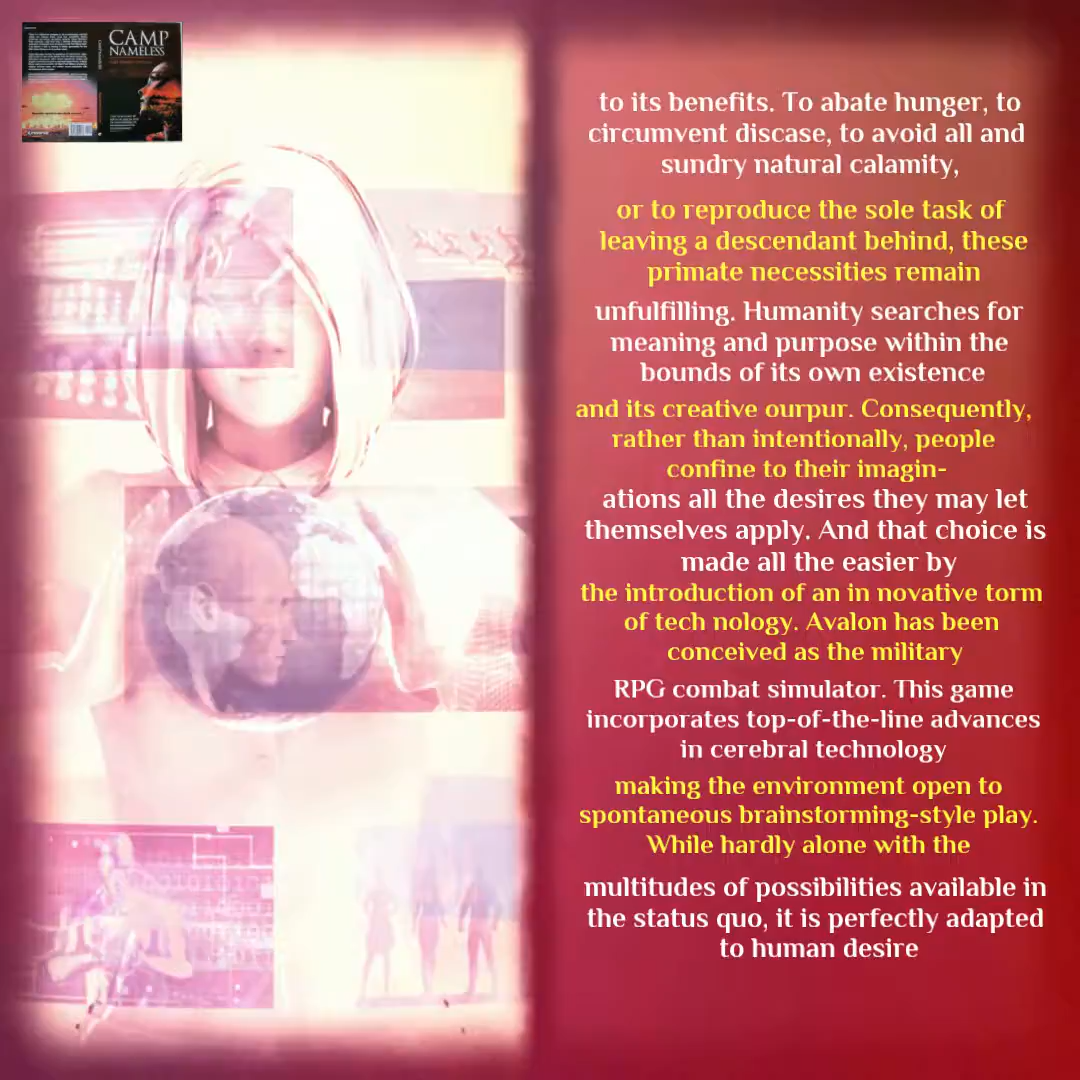 CAMP
NAMELESS
to its benefits. To abate hunger, to
circumvent disease, to avoid all and
sundry natural calamity,
or to reproduce the sole task of
leaving a descendant behind, these
primate necessities remain
unfulfilling. Humanity searches for
meaning and purpose within the
bounds of its own existence
and its creative ourpur. Consequently,
rather than intentionally, people
confine to their imagin-
ations all the desires they may let
themselves apply. And that choice is
made all the easier by
the introduction of an in novative torm
of tech nology. Avalon has been
conceived as the military
RPG combat simulator. This game
incorporates top-of-the-line advances
in cerebral technology
making the environment open to
spontaneous brainstorming-style play.
While hardly alone with the
multitudes of possibilities available in
the status quo, it is perfectly adapted
to human desire